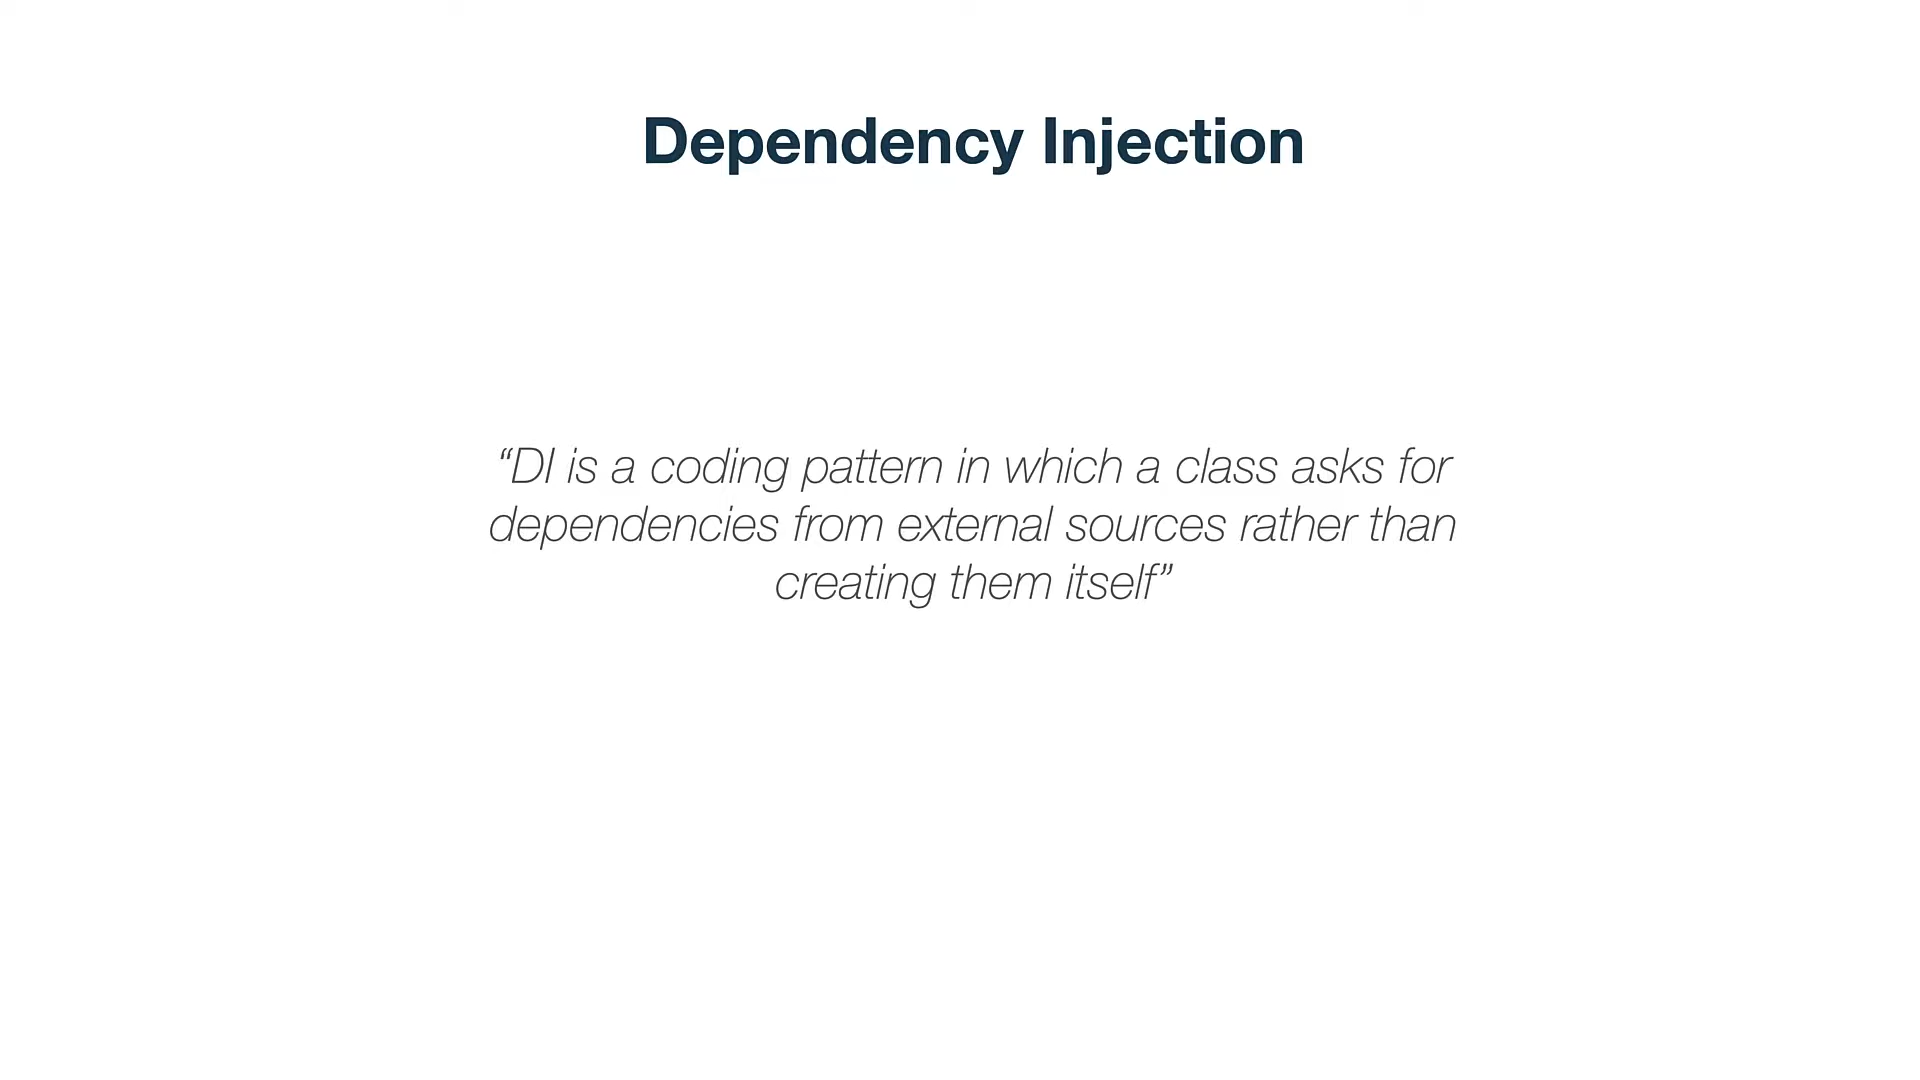 Dependency Injection
“DI is a coding pattern in which a class asks for
dependencies from external sources rather than
creating them itself”